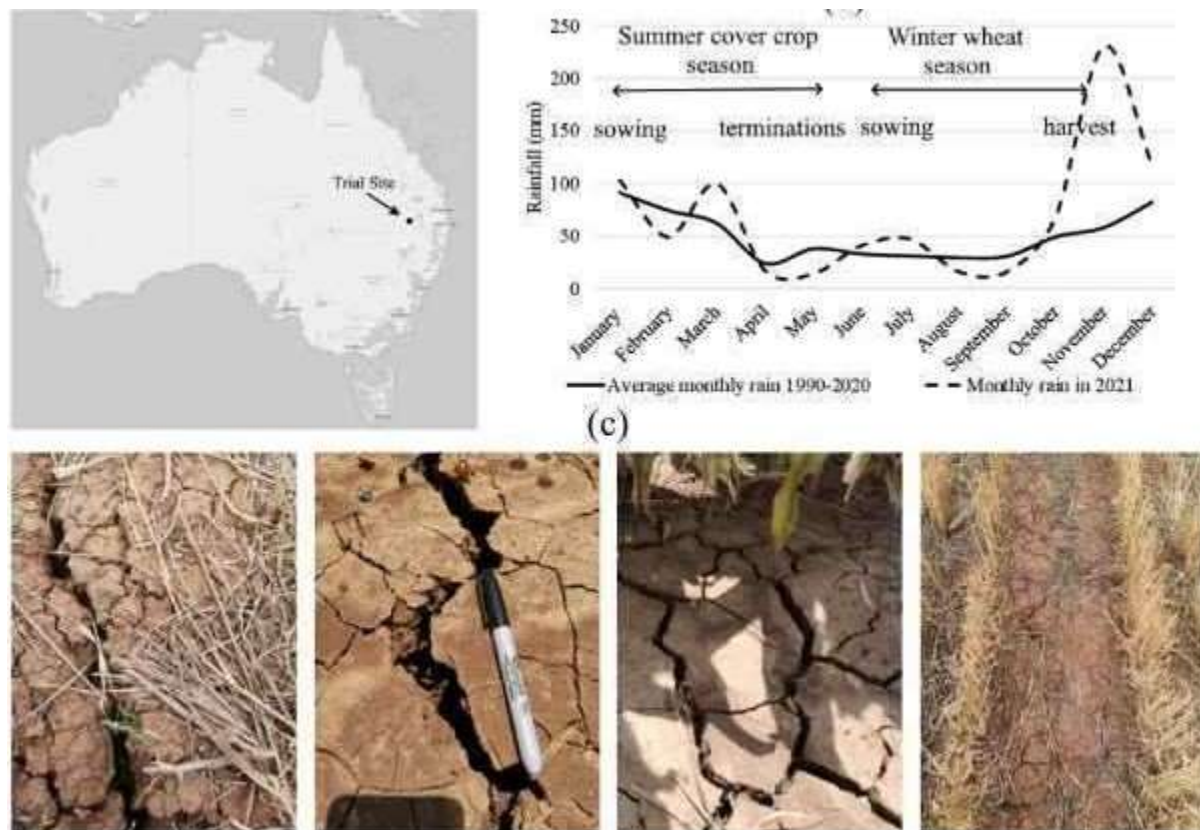 Trial Site
Rainfall (mm)
250
200
150
100
50
0
Summer cover crop
season
Winter wheat
season
sowing
terminations
sowing
harvest
January
February
March
April
May
June
July
August
September
October
November
December
Average monthly rain 1990-2020
Monthly rain in 2021
(c)